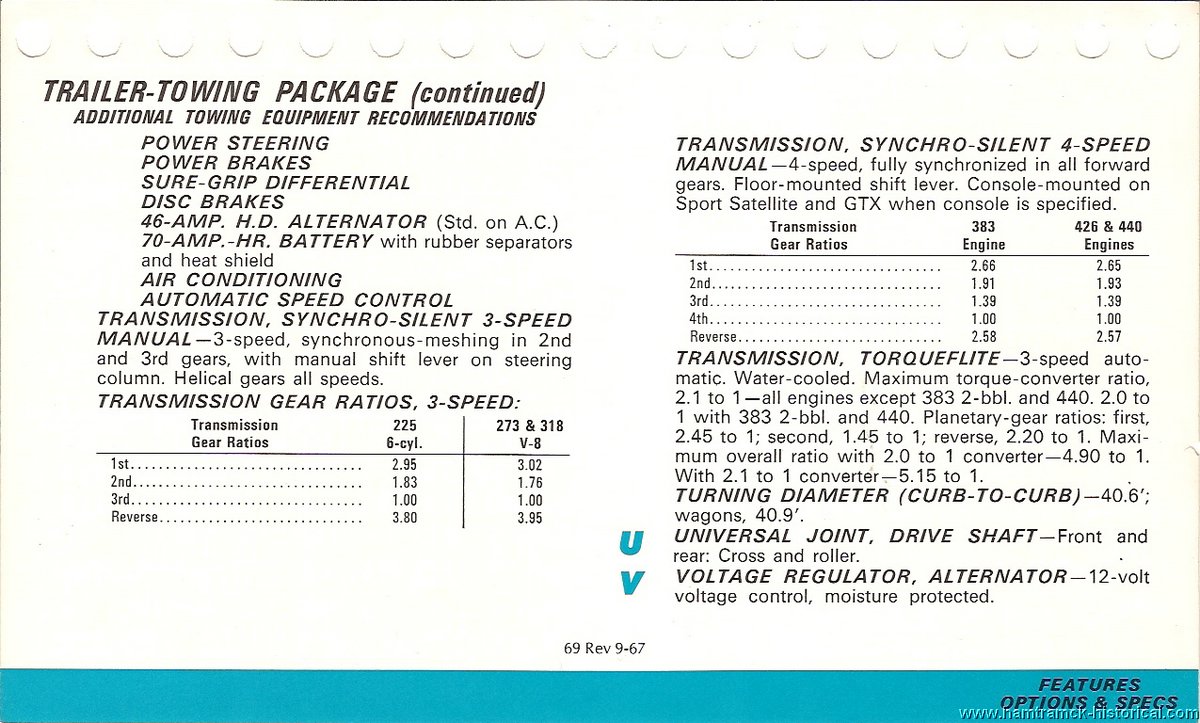 TRAILER-TOWING PACKAGE (continued)
ADDITIONAL TOWING EQUIPMENT RECOMMENDATIONS
POWER STEERING
POWER BRAKES
SURE-GRIP DIFFERENTIAL
DISC BRAKES
46-AMP. H.D. ALTERNATOR (Std. on A.C.)
70-AMP.-HR. BATTERY with rubber separators
and heat shield
AIR CONDITIONING
AUTOMATIC SPEED CONTROL
TRANSMISSION, SYNCHRO-SILENT 3-SPEED
MANUAL—3-speed, synchronous-meshing in 2nd
and 3rd gears, with manual shift lever on steering
column. Helical gears all speeds.
TRANSMISSION GEAR RATIOS, 3-SPEED:
Transmission 225 273 & 318
Gear Ratios 6-cyl. V-8
1st................................. 2.95 3.02
2nd................................. 1.83 1.76
3rd................................. 1.00 1.00
Reverse............................. 3.80 3.95
TRANSMISSION, SYNCHRO-SILENT 4-SPEED
MANUAL—4-speed, fully synchronized in all forward
gears. Floor-mounted shift lever. Console-mounted on
Sport Satellite and GTX when console is specified.
Transmission 383 426 & 440
Gear Ratios Engine Engines
1st................................. 2.66 2.65
2nd................................. 1.91 1.93
3rd................................. 1.39 1.39
4th................................. 1.00 1.00
Reverse............................. 2.58 2.57
TRANSMISSION, TORQUEFLITE—3-speed auto-
matic. Water-cooled. Maximum torque-converter ratio,
2.1 to 1—all engines except 383 2-bbl. and 440. 2.0 to
1 with 383 2-bbl. and 440. Planetary-gear ratios: first,
2.45 to 1; second, 1.45 to 1; reverse, 2.20 to 1. Maxi-
mum overall ratio with 2.0 to 1 converter—4.90 to 1.
With 2.1 to 1 converter—5.15 to 1.
TURNING DIAMETER (CURB-TO-CURB)—40.6′;
wagons, 40.9′.
U UNIVERSAL JOINT, DRIVE SHAFT—Front and
rear: Cross and roller.
V VOLTAGE REGULATOR, ALTERNATOR—12-volt
voltage control, moisture protected.
69 Rev 9-67
FEATURES
OPTIONS & SPECS
www.hamtramck-historical.com